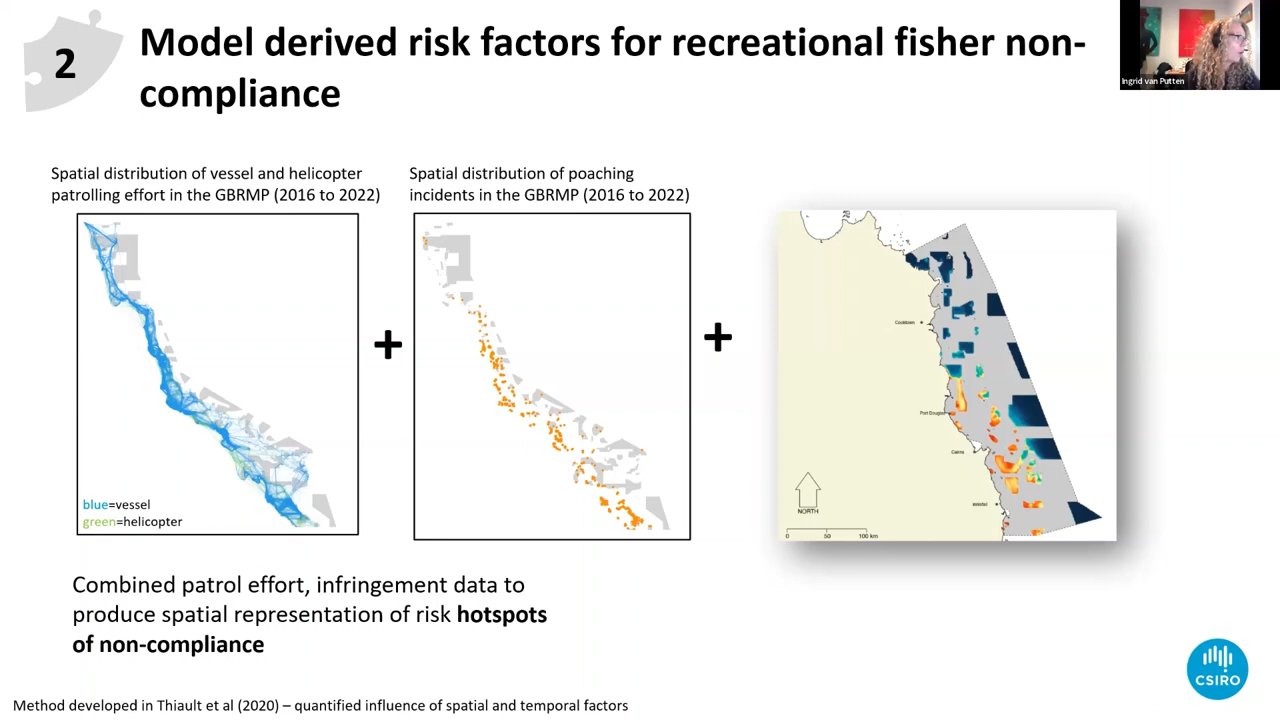 2
Model derived risk factors for recreational fisher non-
compliance
Ingrid van Putten
Spatial distribution of vessel and helicopter
patrolling effort in the GBRMP (2016 to 2022)
Spatial distribution of poaching
incidents in the GBRMP (2016 to 2022)
blue=vessel
green=helicopter
+
+
Cooktown
Port Douglas
Cairns
NORTH
0 50 100 km
Combined patrol effort, infringement data to
produce spatial representation of risk hotspots
of non-compliance
CSIRO
Method developed in Thiault et al (2020) – quantified influence of spatial and temporal factors